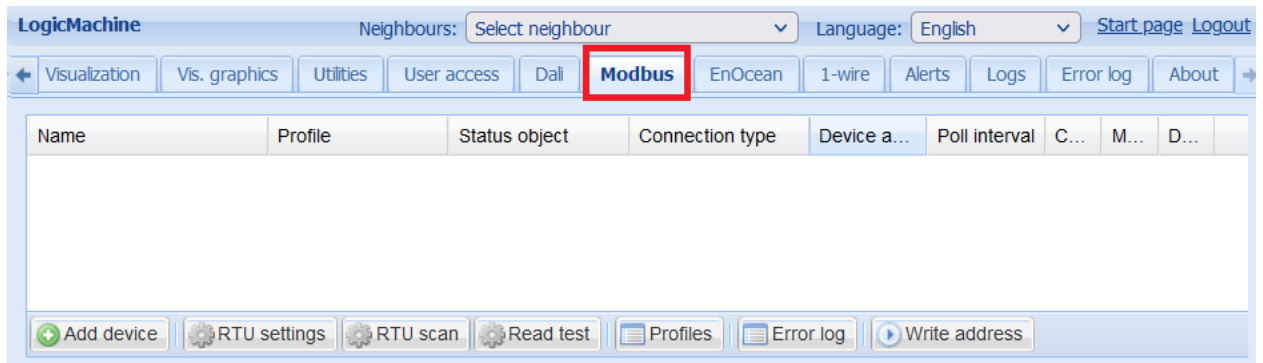 LogicMachine Neighbours: Select neighbour Language: English Start page Logout
Visualization Vis. graphics Utilities User access Dali Modbus EnOcean 1-wire Alerts Logs Error log About
Name Profile Status object Connection type Device a... Poll interval C... M... D...
Add device RTU settings RTU scan Read test Profiles Error log Write address